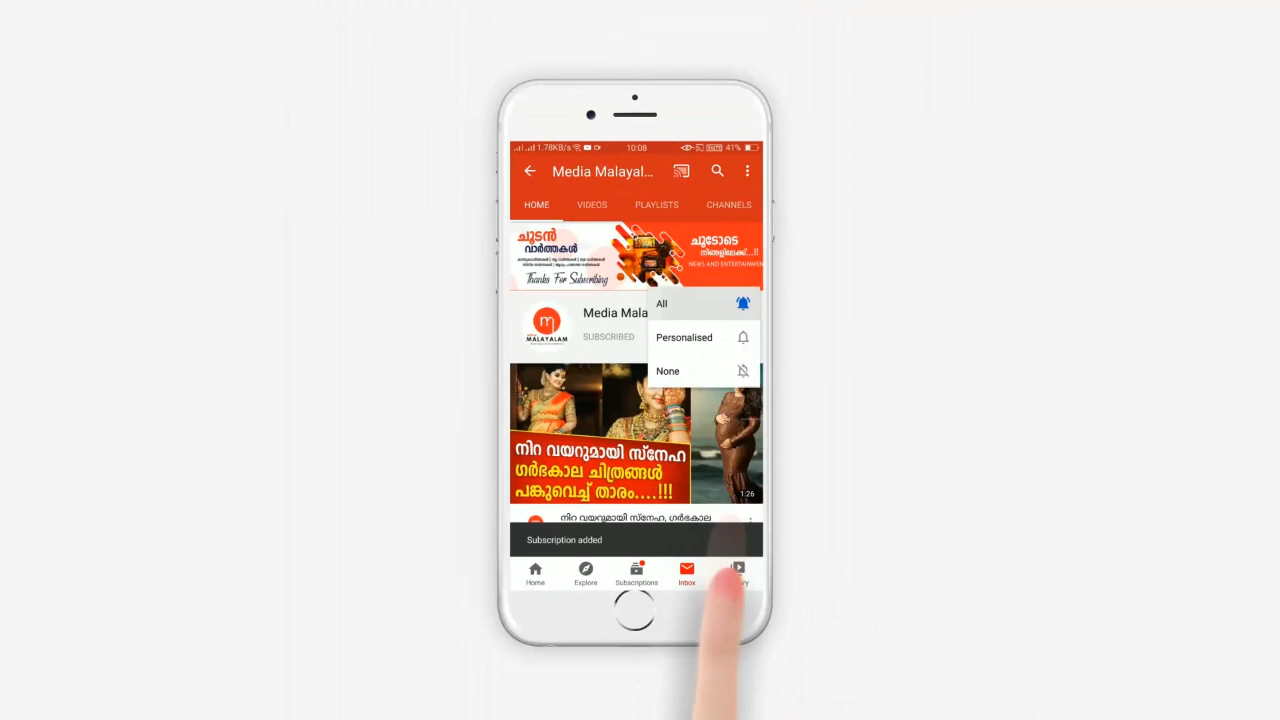 1.78KB/s 10:08 41%
Media Malayal...
HOME VIDEOS PLAYLISTS CHANNELS
ചൂടൻ
വാർത്തകൾ
Thanks For Subscribing
ചൂടോടെ
നിങ്ങളിലേക്ക്...!!
NEWS AND ENTERTAINMEN
All
Media Mala
MALAYALAM
SUBSCRIBED
Personalised
None
നിറ വയറുമായി സ്നേഹ
ഗർഭകാല ചിത്രങ്ങൾ
പങ്കുവെച്ച് താരം....!!!
1:26
നിറ വയറുമായി സ്നേഹ, ഗർഭകാല
Subscription added
Home Explore Subscriptions Inbox